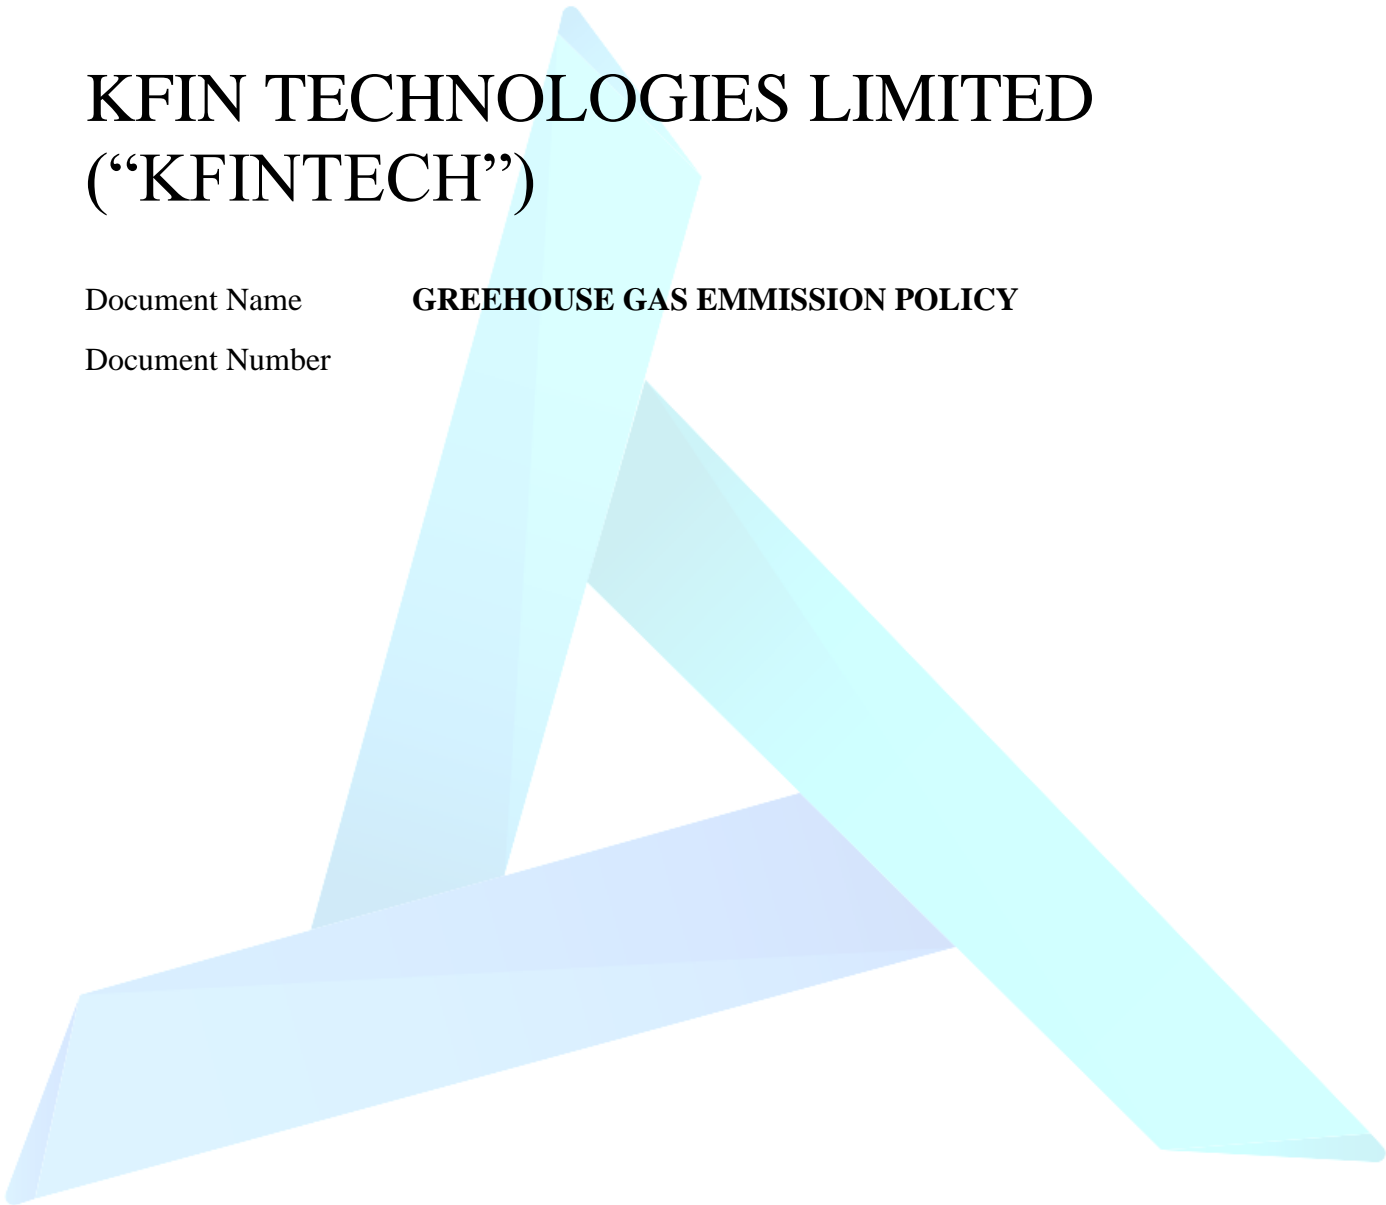 KFIN TECHNOLOGIES LIMITED
(“KFINTECH”)
Document Name GREEHOUSE GAS EMMISSION POLICY
Document Number